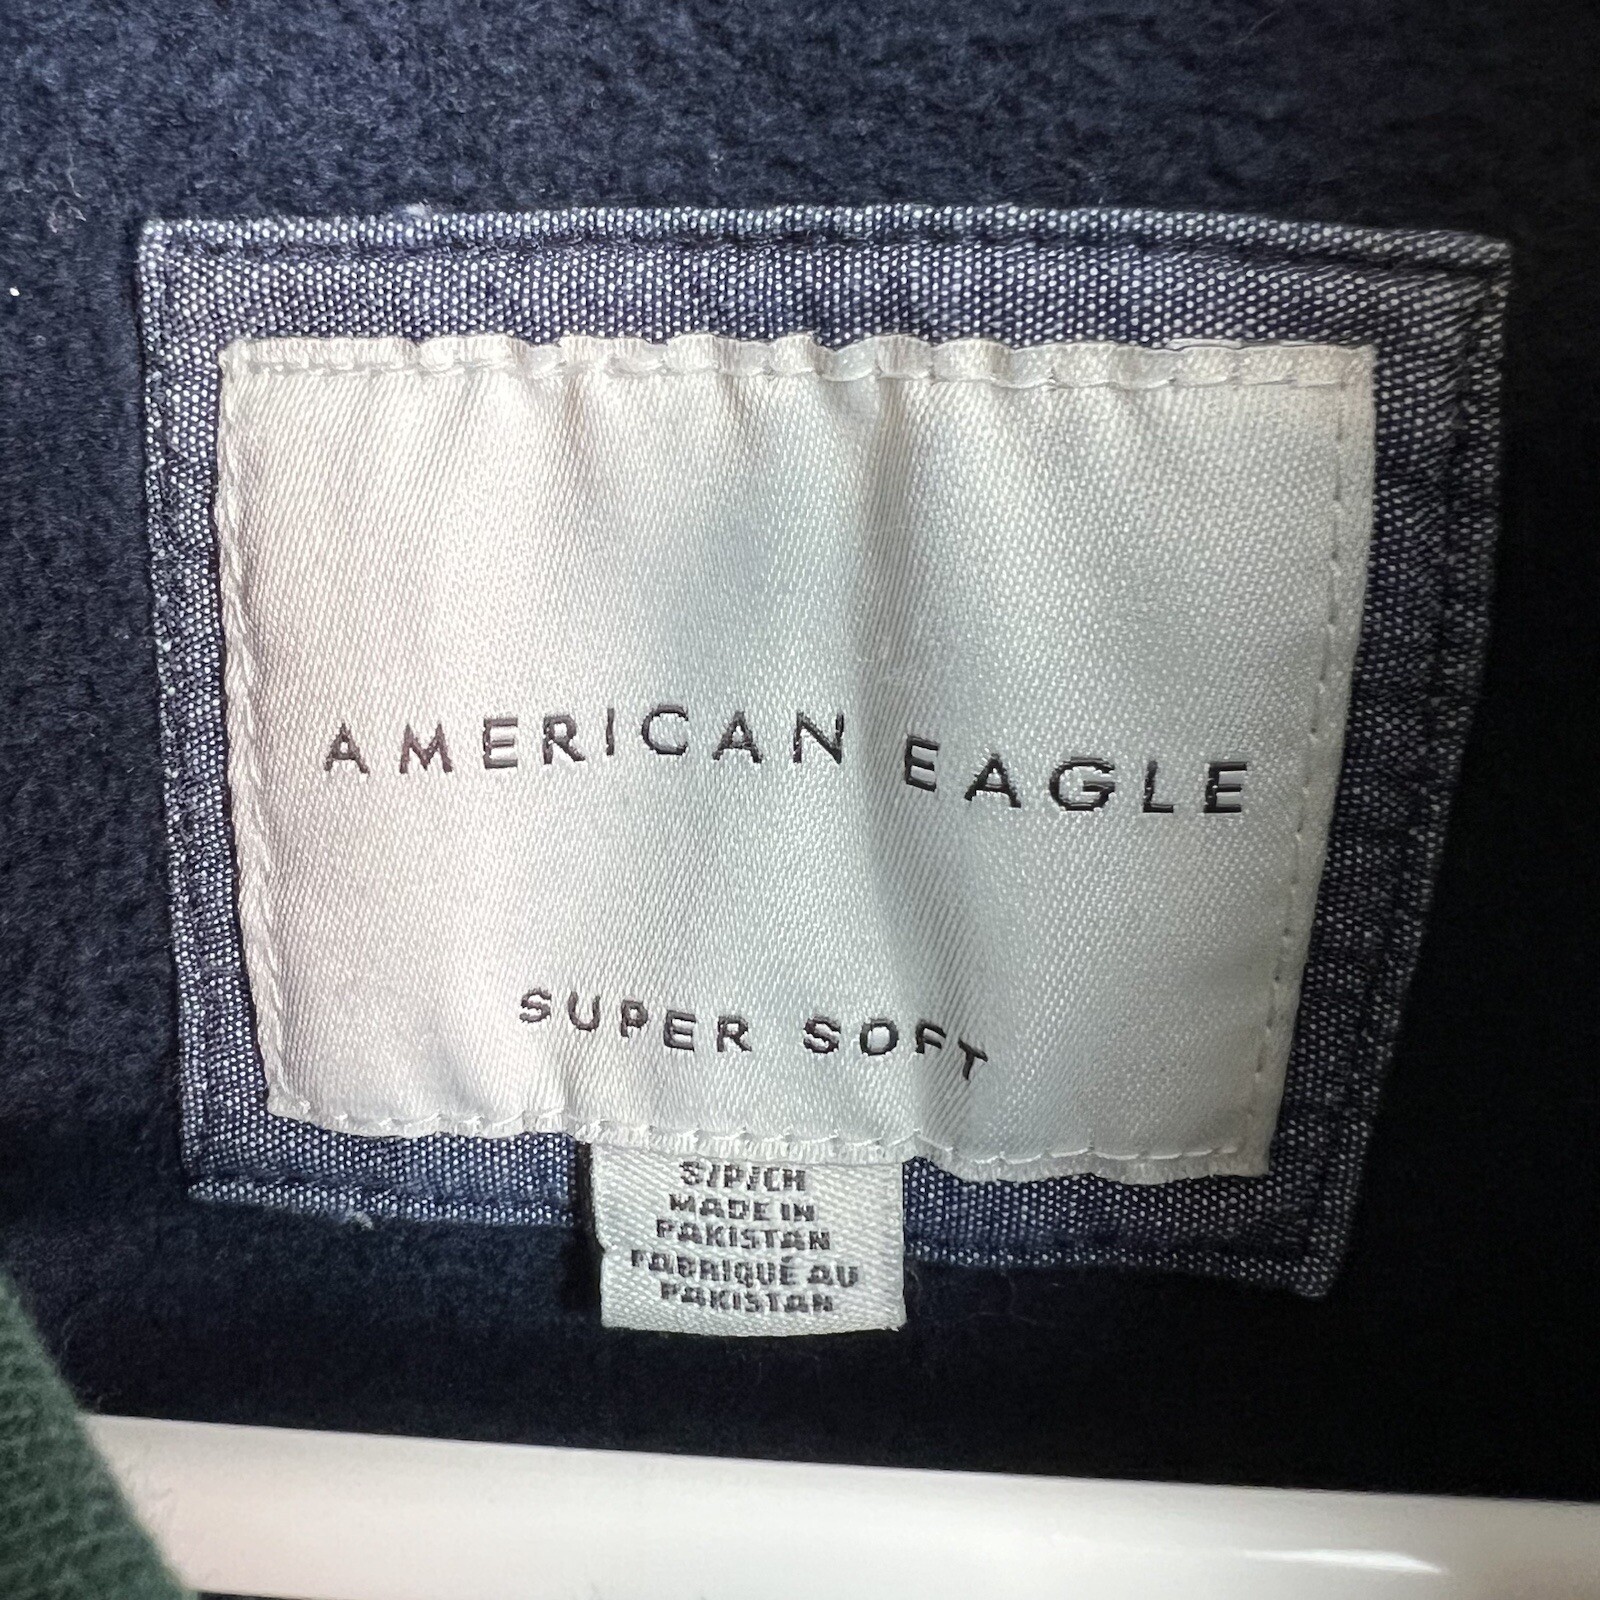 AMERICAN EAGLE
SUPER SOFT
S/P/CH
MADE IN
PAKISTAN
FABRIQUÉ AU
PAKISTAN